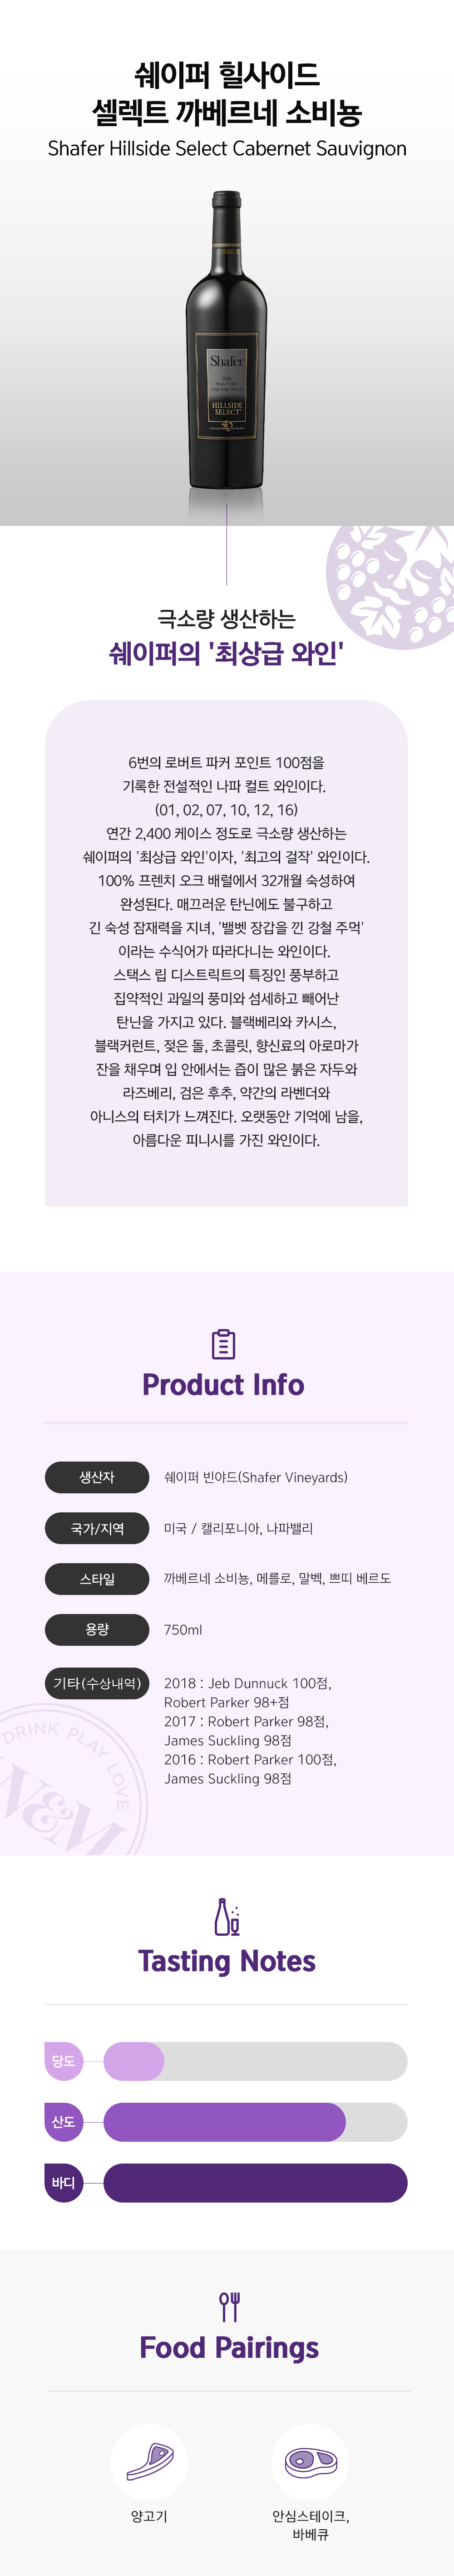 쉐이퍼 힐사이드
셀렉트 까베르네 소비뇽
Shafer Hillside Select Cabernet Sauvignon
Shafer
HILLSIDE
SELECT
극소량 생산하는
쉐이퍼의 '최상급 와인'
6번의 로버트 파커 포인트 100점을
기록한 전설적인 나파 컬트 와인이다.
(01, 02, 07, 10, 12, 16)
연간 2,400 케이스 정도로 극소량 생산하는
쉐이퍼의 '최상급 와인'이자, '최고의 걸작' 와인이다.
100% 프렌치 오크 배럴에서 32개월 숙성하여
완성된다. 매끄러운 탄닌에도 불구하고
긴 숙성 잠재력을 지녀, '밸벳 장갑을 낀 강철 주먹'
이라는 수식어가 따라다니는 와인이다.
스택스 립 디스트릭트의 특징인 풍부하고
집약적인 과일의 풍미와 섬세하고 빼어난
탄닌을 가지고 있다. 블랙베리와 카시스,
블랙커런트, 젖은 돌, 초콜릿, 향신료의 아로마가
잔을 채우며 입 안에서는 즙이 많은 붉은 자두와
라즈베리, 검은 후추, 약간의 라벤더와
아니스의 터치가 느껴진다. 오랫동안 기억에 남을,
아름다운 피니시를 가진 와인이다.
Product Info
생산자 쉐이퍼 빈야드(Shafer Vineyards)
국가/지역 미국 / 캘리포니아, 나파밸리
스타일 까베르네 소비뇽, 메를로, 말벡, 쁘띠 베르도
용량 750ml
기타(수상내역) 2018 : Jeb Dunnuck 100점,
Robert Parker 98+점
2017 : Robert Parker 98점,
James Suckling 98점
2016 : Robert Parker 100점,
James Suckling 98점
DRINK PLAY LOVE
W&M
Tasting Notes
당도
산도
바디
Food Pairings
양고기
안심스테이크,
바베큐